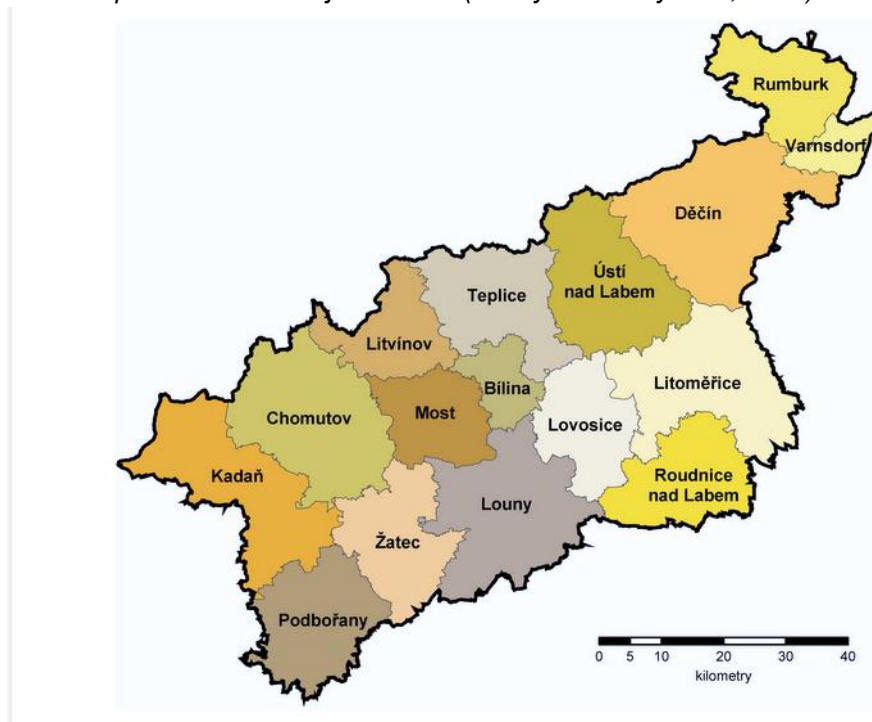 Rumburk
Varnsdorf
Děčín
Ústí
nad Labem
Teplice
Litvínov
Bílina
Litoměřice
Chomutov
Most
Lovosice
Kadaň
Roudnice
nad Labem
Louny
Žatec
Podbořany
0 5 10 20 30 40
kilometry